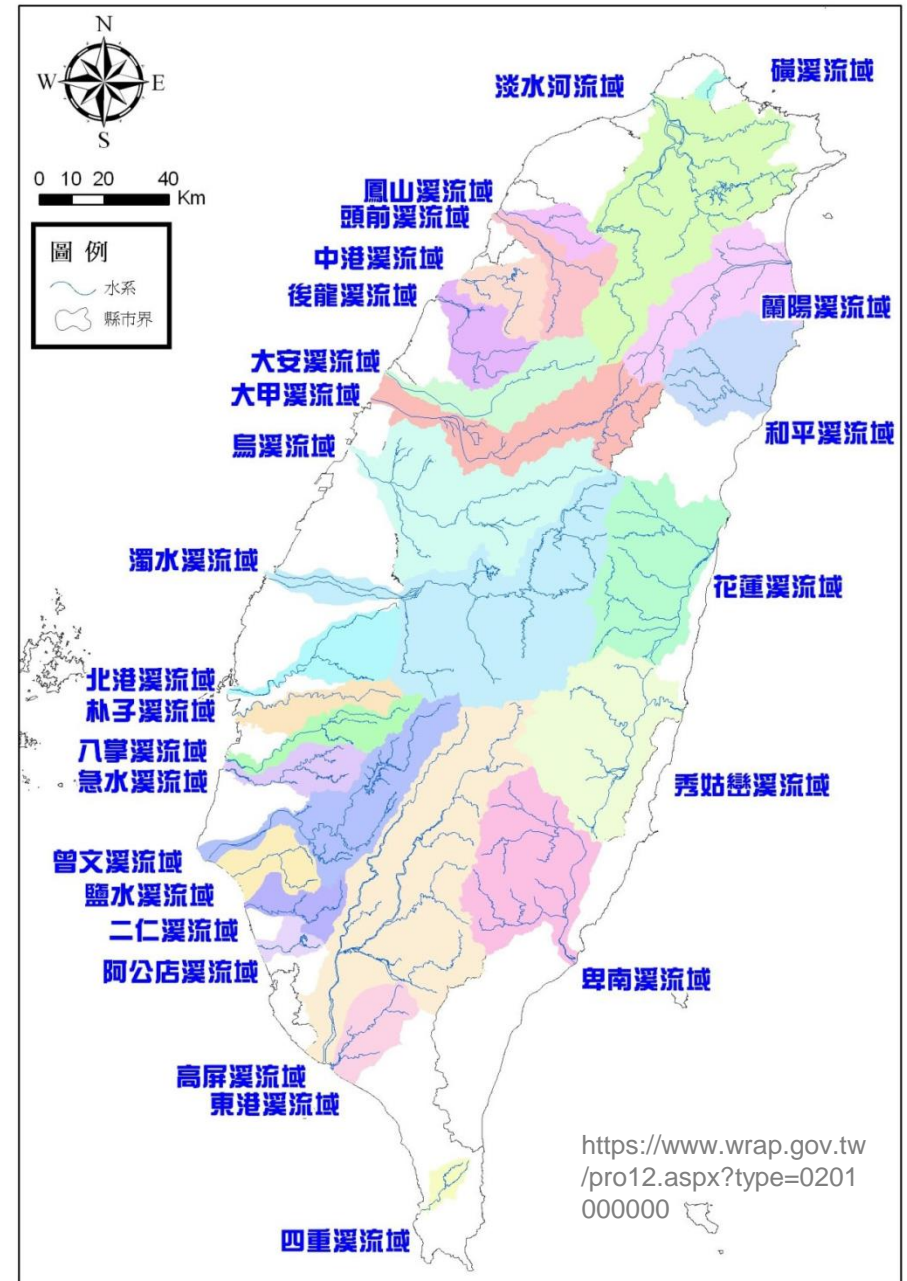 N
W E
S
0 10 20 40
Km
圖 例
水系
縣市界
淡水河流域
磺溪流域
鳳山溪流域
頭前溪流域
中港溪流域
後龍溪流域
蘭陽溪流域
大安溪流域
大甲溪流域
和平溪流域
烏溪流域
濁水溪流域
花蓮溪流域
北港溪流域
朴子溪流域
八掌溪流域
急水溪流域
秀姑巒溪流域
曾文溪流域
鹽水溪流域
二仁溪流域
阿公店溪流域
卑南溪流域
高屏溪流域
東港溪流域
https://www.wrap.gov.tw
/pro12.aspx?type=0201
000000
四重溪流域